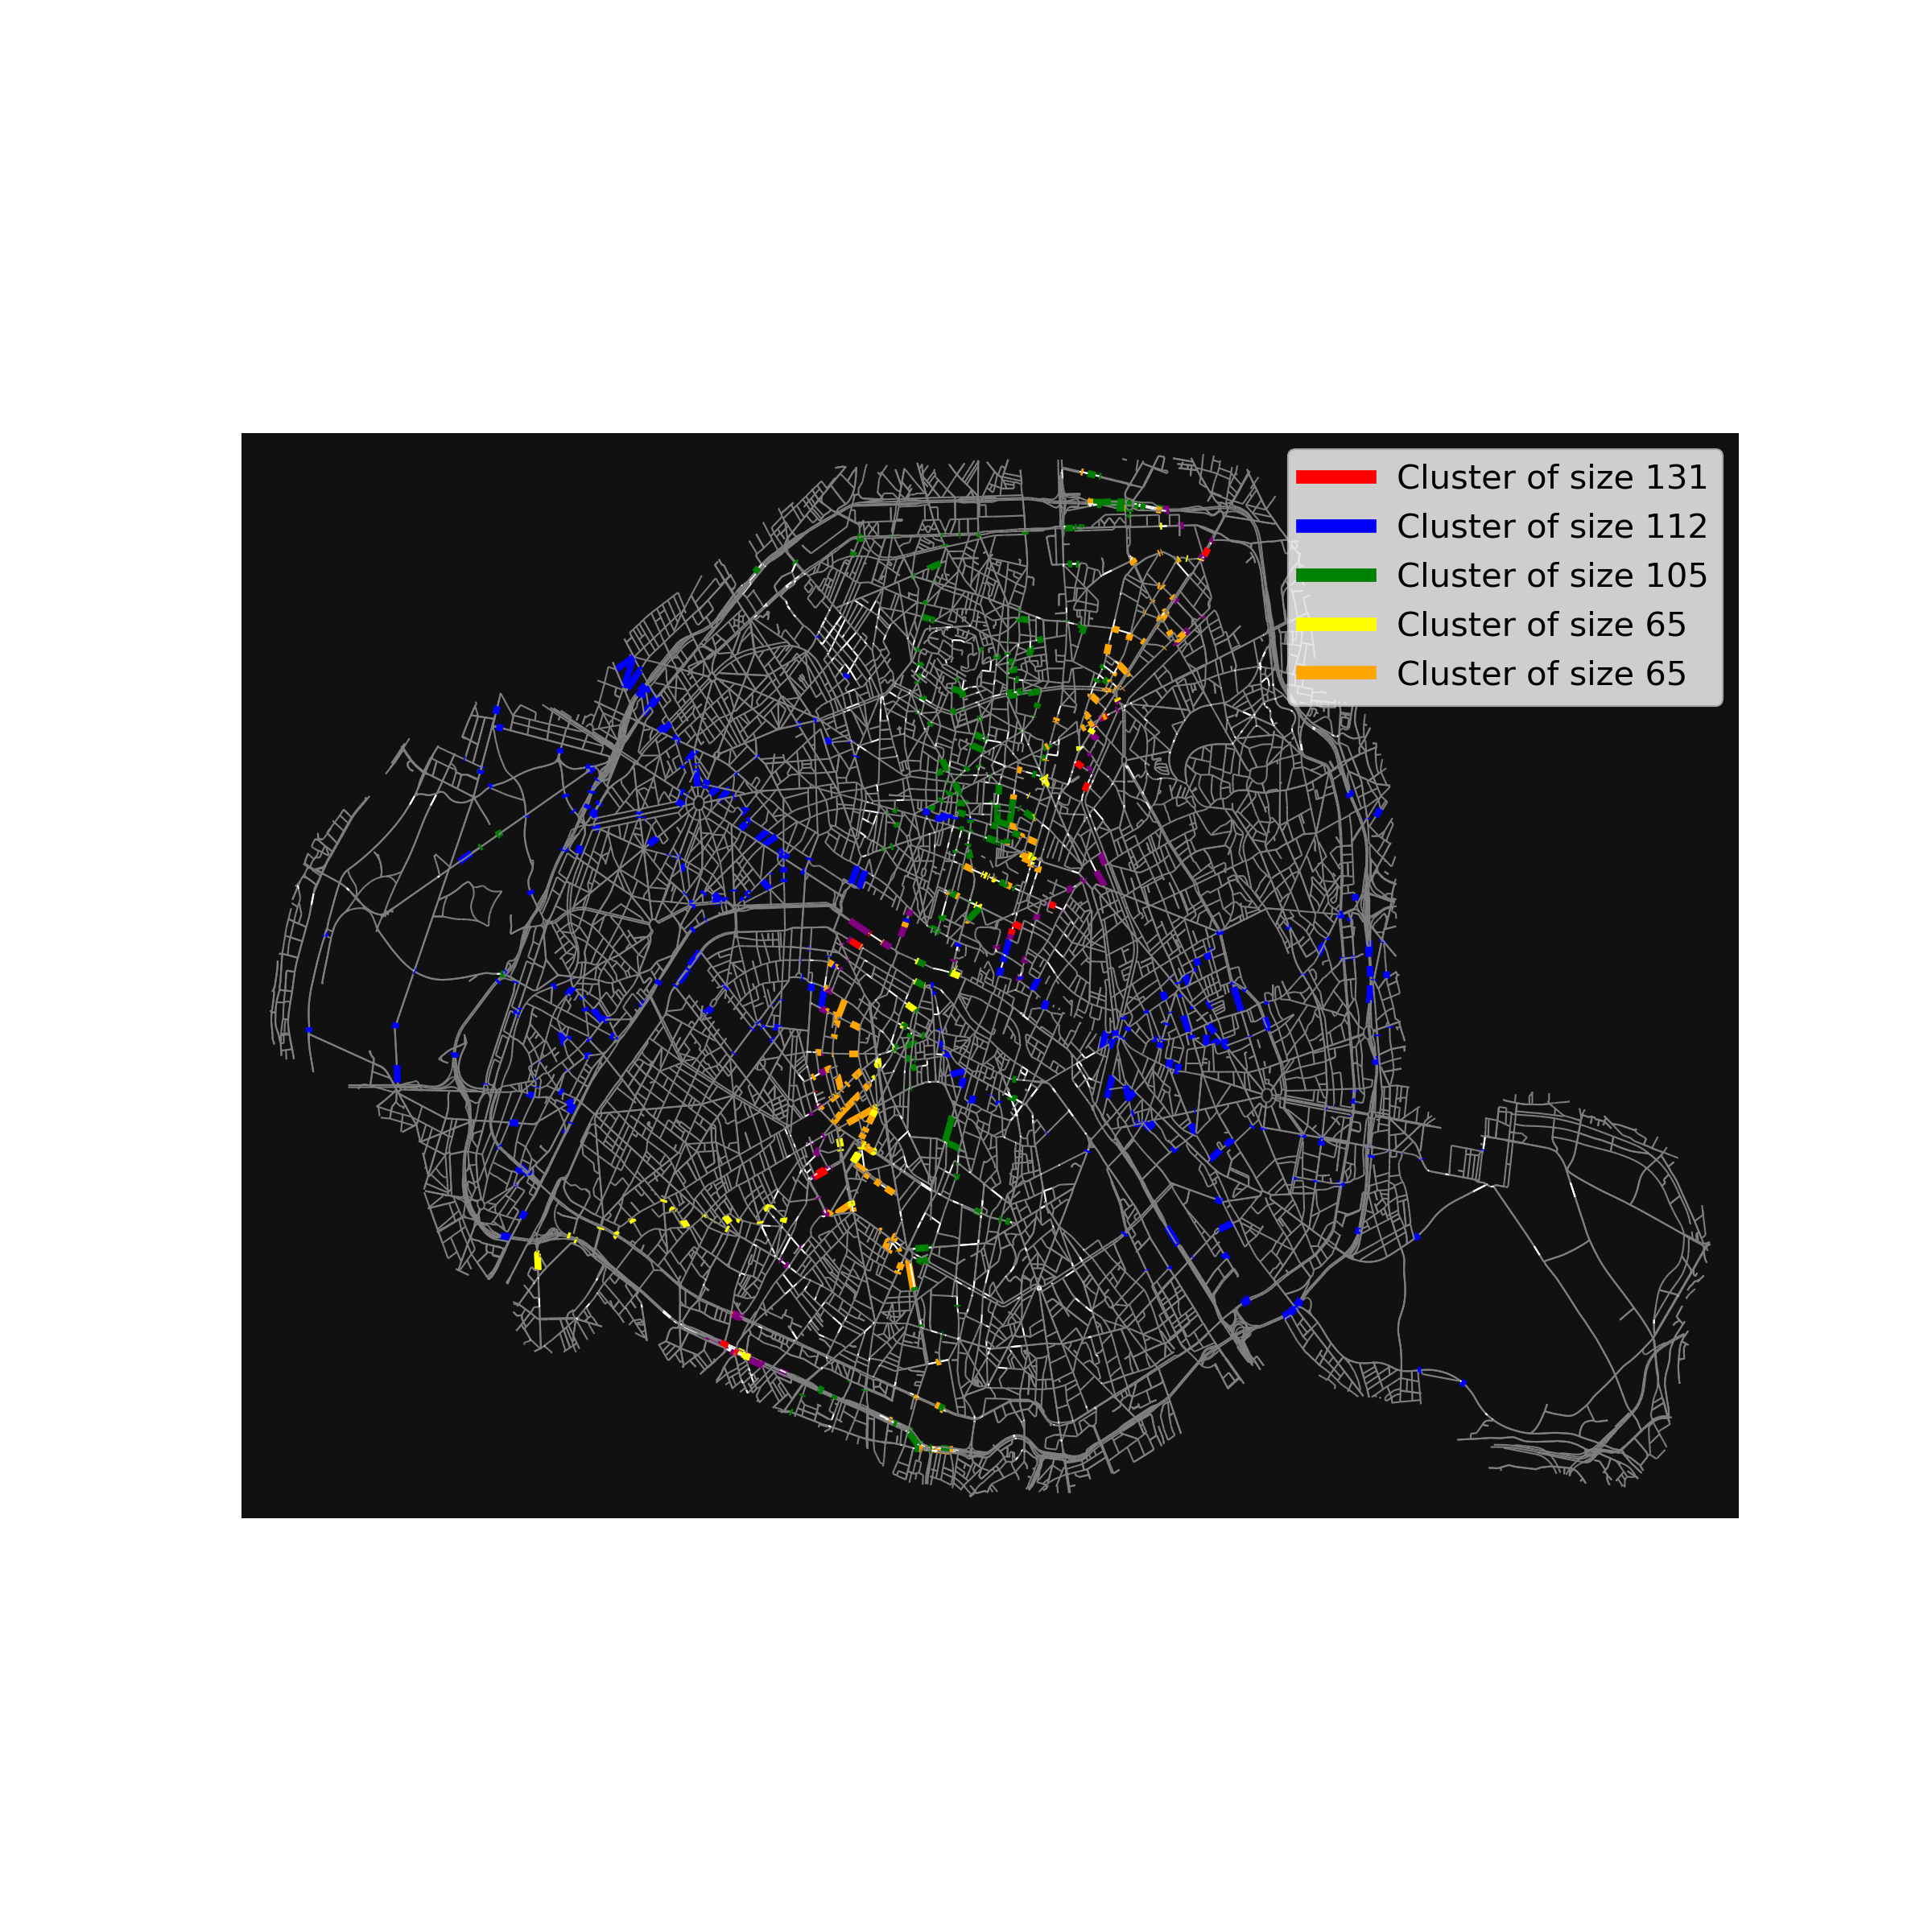 Cluster of size 131
Cluster of size 112
Cluster of size 105
Cluster of size 65
Cluster of size 65